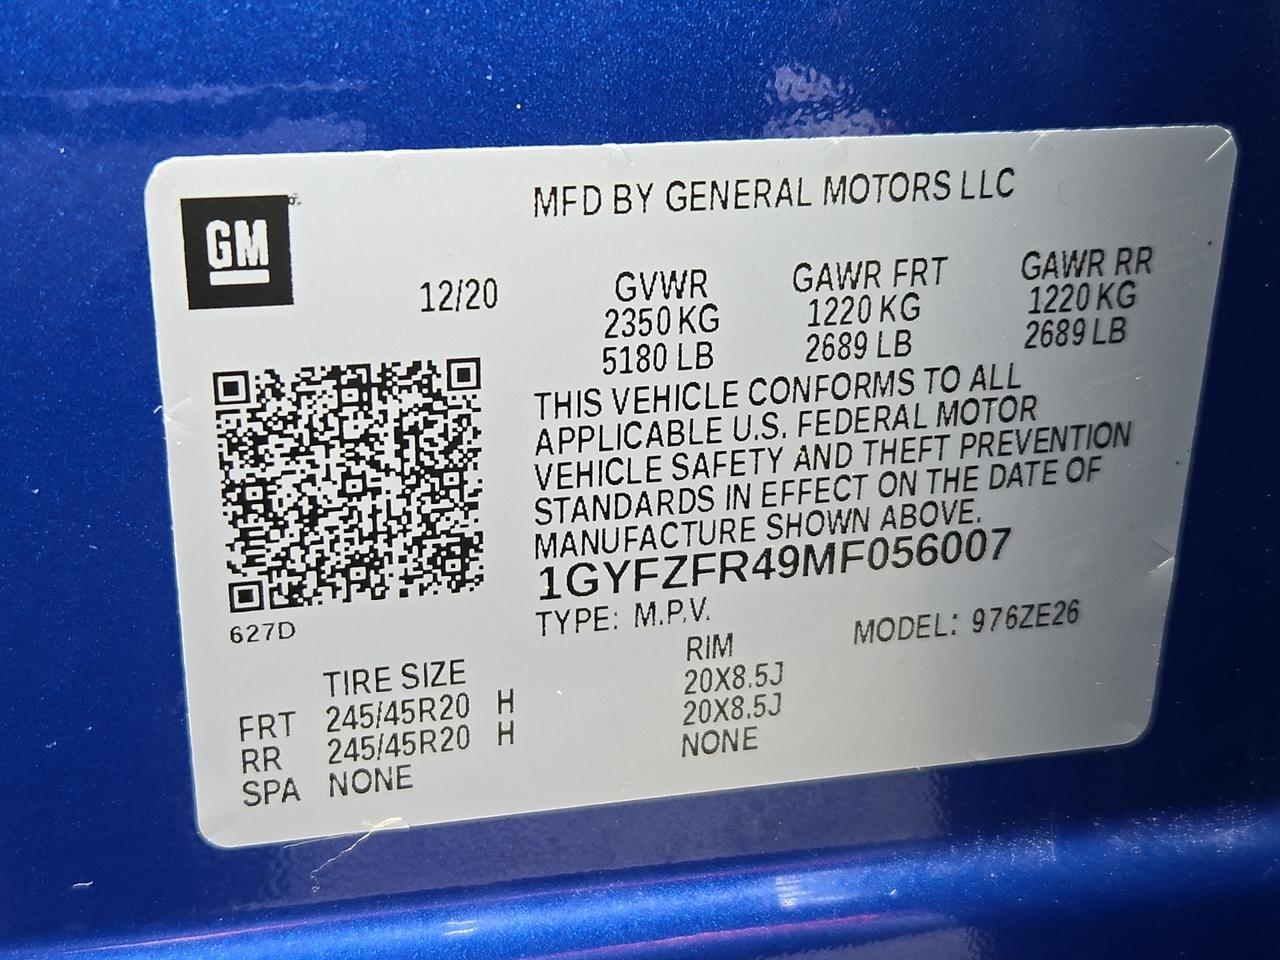 GM
MFD BY GENERAL MOTORS LLC
12/20
GVWR GAWR FRT GAWR RR
2350 KG 1220 KG 1220 KG
5180 LB 2689 LB 2689 LB
THIS VEHICLE CONFORMS TO ALL
APPLICABLE U.S. FEDERAL MOTOR
VEHICLE SAFETY AND THEFT PREVENTION
STANDARDS IN EFFECT ON THE DATE OF
MANUFACTURE SHOWN ABOVE.
1GYFZFR49MF056007
627D
TYPE: M.P.V. MODEL: 976ZE26
TIRE SIZE RIM
FRT 245/45R20 H 20X8.5J
RR 245/45R20 H 20X8.5J
SPA NONE NONE